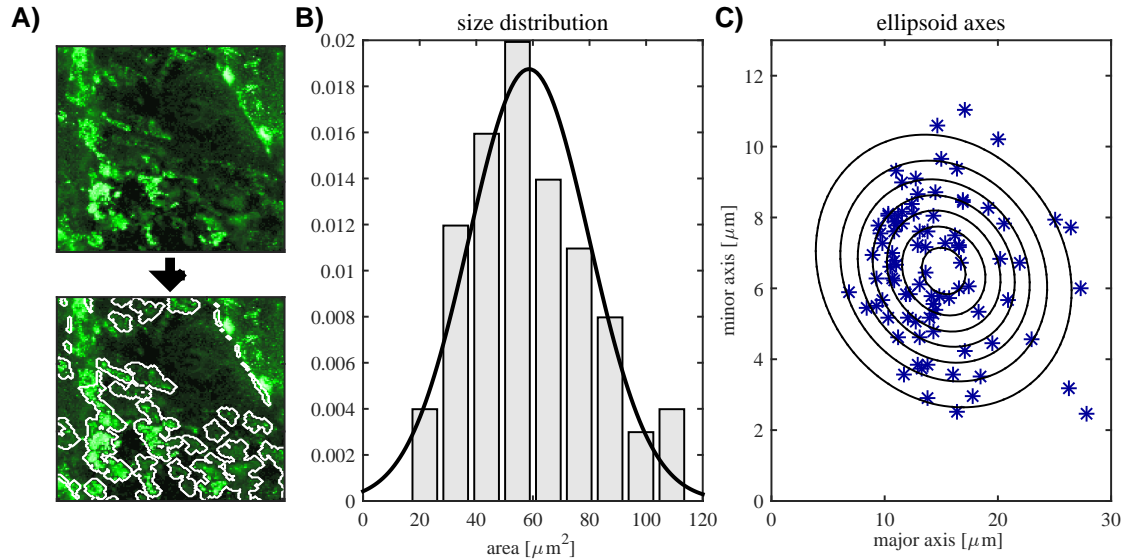 A)
B)
size distribution
0.02
0.018
0.016
0.014
0.012
0.01
0.008
0.006
0.004
0.002
0
0 20 40 60 80 100 120
area [μm²]
C)
ellipsoid axes
minor axis [μm]
12
10
8
6
4
2
0
0 10 20 30
major axis [μm]